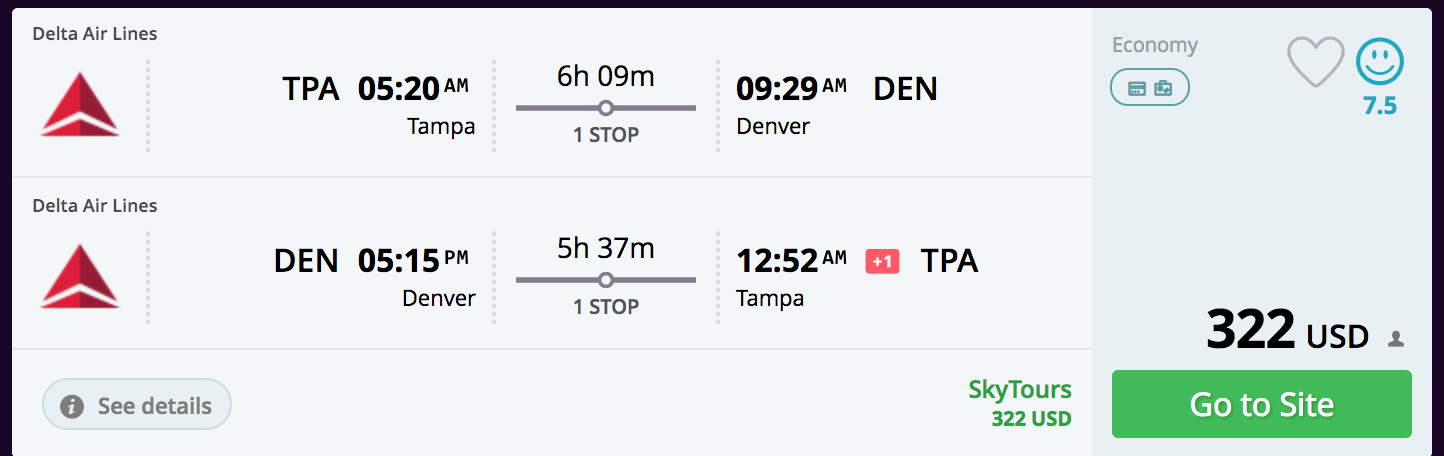 Delta Air Lines
TPA 05:20 AM
Tampa
6h 09m
1 STOP
09:29 AM DEN
Denver
Delta Air Lines
DEN 05:15 PM
Denver
5h 37m
1 STOP
12:52 AM +1 TPA
Tampa
See details
SkyTours
322 USD
Economy
7.5
322 USD
Go to Site